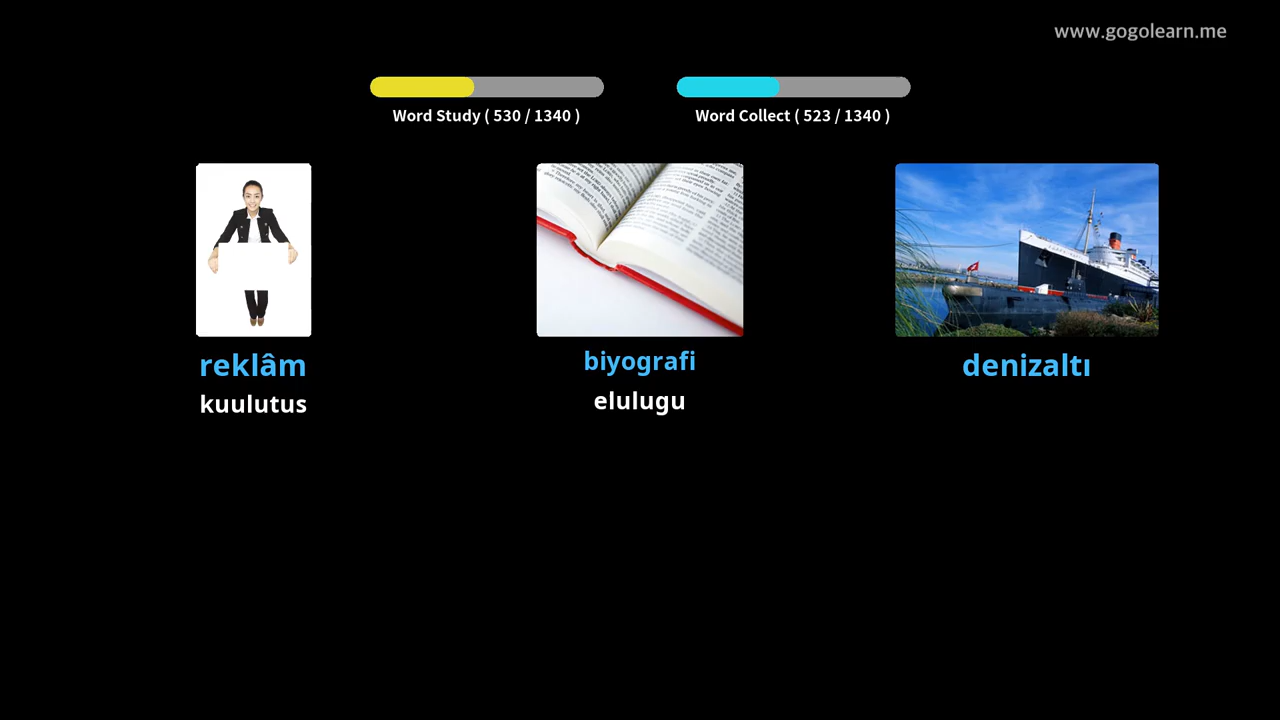 www.gogolearn.me
Word Study ( 530 / 1340 )
Word Collect ( 523 / 1340 )
reklâm
kuulutus
biyografi
elulugu
denizaltı